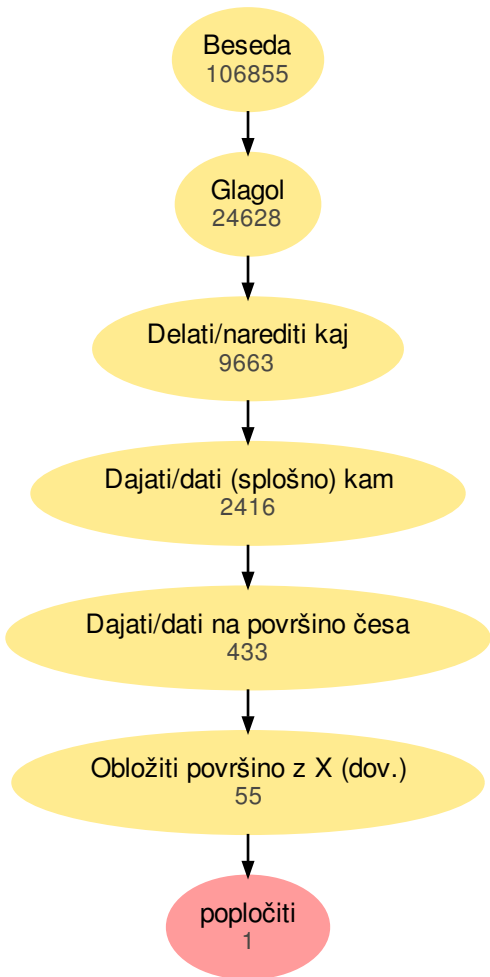 Beseda
106855
Glagol
24628
Delati/narediti kaj
9663
Dajati/dati (splošno) kam
2416
Dajati/dati na površino česa
433
Obložiti površino z X (dov.)
55
popločiti
1